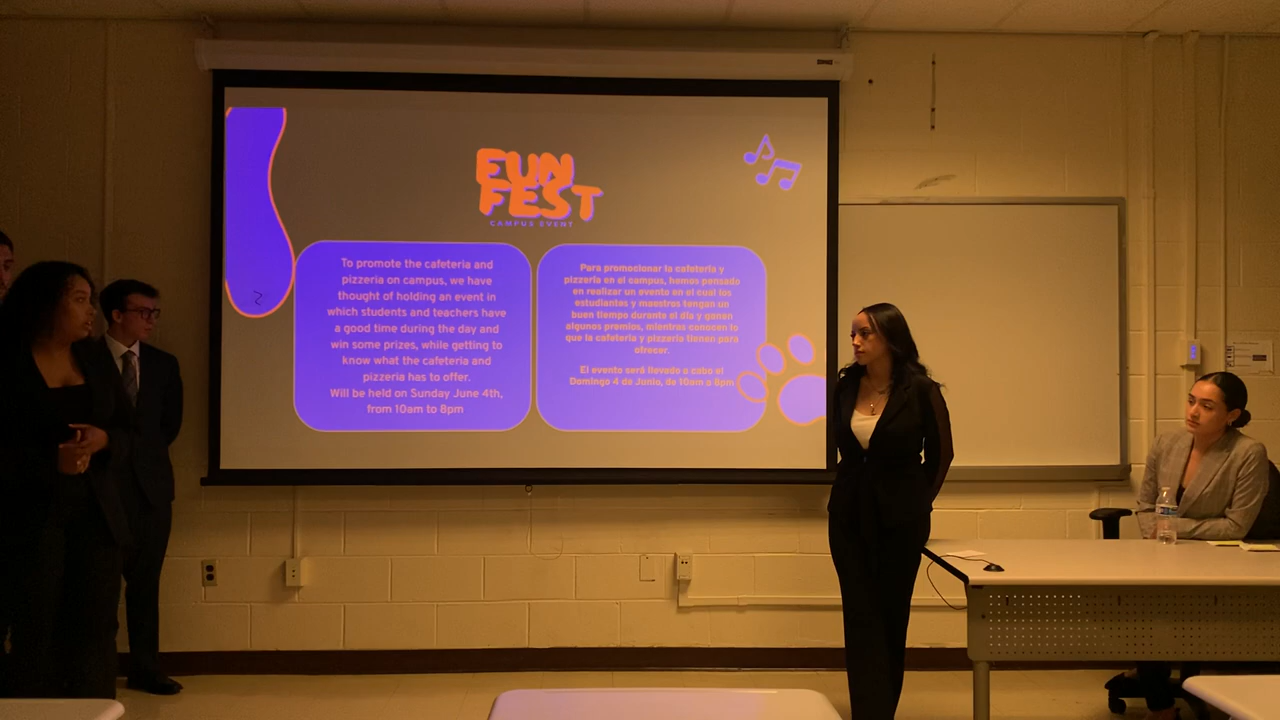 FUN
FEST
CAMPUS EVENT
To promote the cafeteria and
pizzeria on campus, we have
thought of holding an event in
which students and teachers have
a good time during the day and
win some prizes, while getting to
know what the cafeteria and
pizzeria has to offer.
Will be held on Sunday June 4th,
from 10am to 8pm
Para promocionar la cafeteria y
pizzeria en el campus, hemos pensado
en realizar un evento en el cual los
estudiantes y maestros tengan un
buen tiempo durante el día y ganen
algunos premios, mientras conocen lo
que la cafeteria y pizzeria tienen para
ofrecer.
El evento será llevado a cabo el
Domingo 4 de Junio, de 10am a 8pm